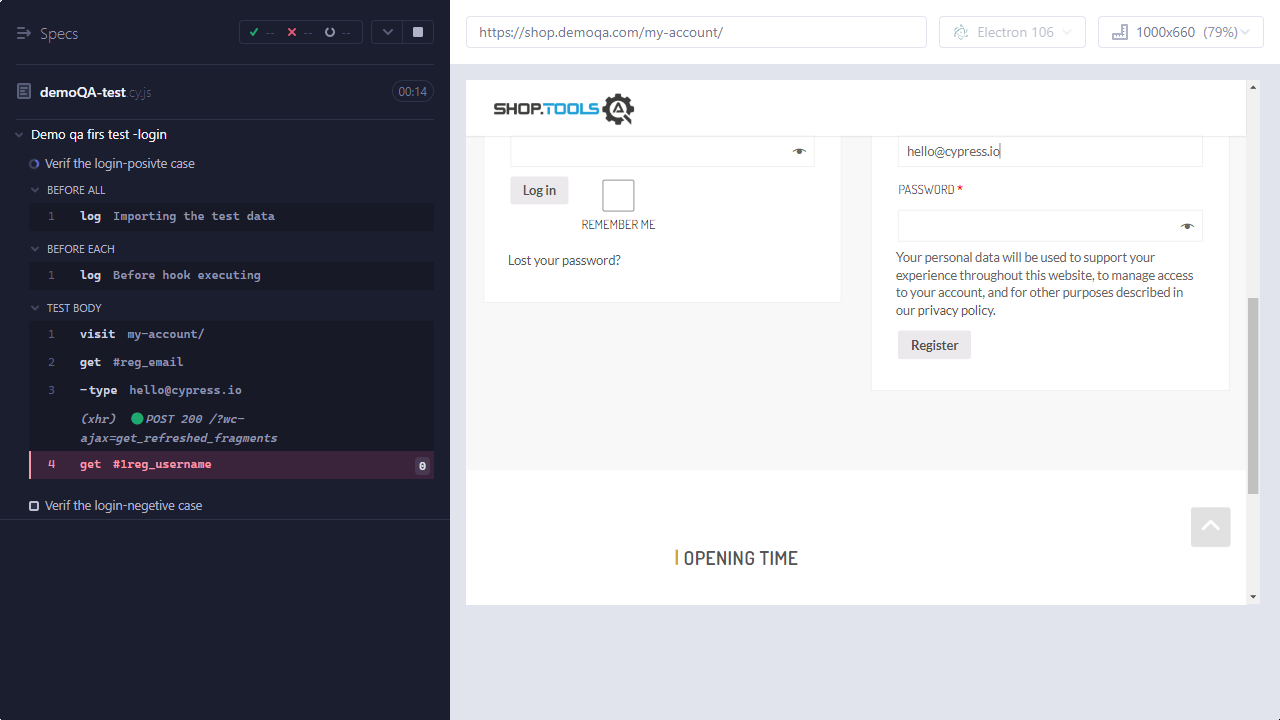 Specs
-- -- --
demoQA-test.cy.js 00:14
Demo qa firs test -login
Verif the login-posivte case
BEFORE ALL
1 log Importing the test data
BEFORE EACH
1 log Before hook executing
TEST BODY
1 visit my-account/
2 get #reg_email
3 -type hello@cypress.io
(xhr) POST 200 /?wc-
ajax=get_refreshed_fragments
4 get #1reg_username 0
Verif the login-negetive case
https://shop.demoqa.com/my-account/
Electron 106
1000x660 (79%)
SHOP.TOOLS
Log in
REMEMBER ME
Lost your password?
hello@cypress.io
PASSWORD *
Your personal data will be used to support your
experience throughout this website, to manage access
to your account, and for other purposes described in
our privacy policy.
Register
OPENING TIME